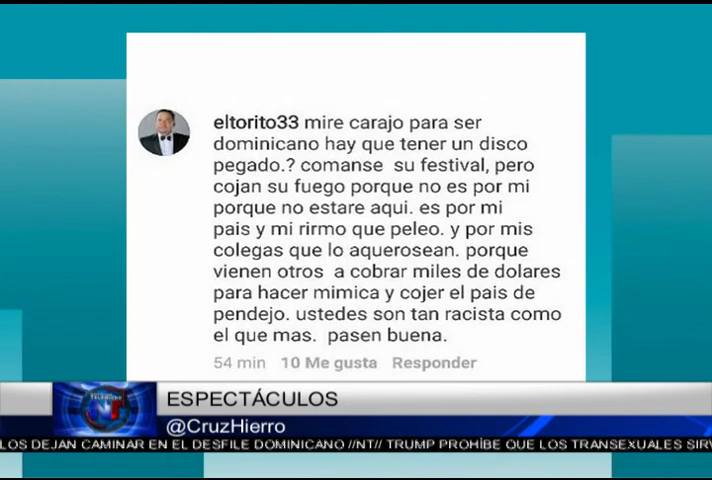 eltorito33 mire carajo para ser
dominicano hay que tener un disco
pegado.? comanse su festival, pero
cojan su fuego porque no es por mi
porque no estare aqui. es por mi
pais y mi rirmo que peleo. y por mis
colegas que lo aquerosean. porque
vienen otros a cobrar miles de dolares
para hacer mimica y cojer el pais de
pendejo. ustedes son tan racista como
el que mas. pasen buena.
54 min 10 Me gusta Responder
ESPECTÁCULOS
NT
@CruzHierro
LOS DEJAN CAMINAR EN EL DESFILE DOMINICANO //NT// TRUMP PROHÍBE QUE LOS TRANSEXUALES SIRV